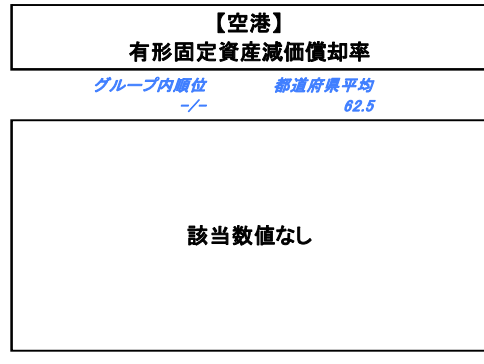 【空港】
有形固定資産減価償却率
グループ内順位 都道府県平均
-/- 62.5
該当数値なし